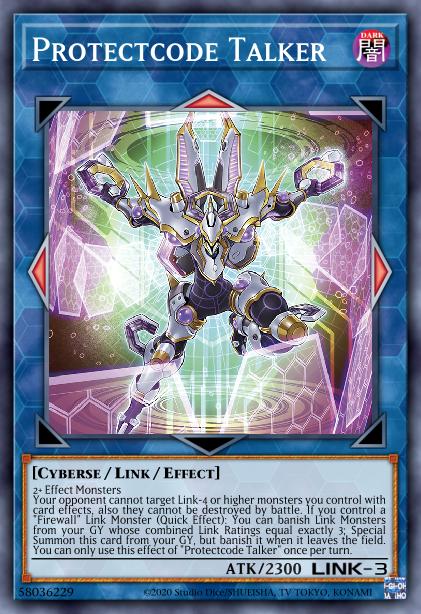 PROTECTCODE TALKER
DARK
闇
[CYBERSE / LINK / EFFECT]
2+ Effect Monsters
Your opponent cannot target Link-4 or higher monsters you control with
card effects, also they cannot be destroyed by battle. If you control a
"Firewall" Link Monster (Quick Effect): You can banish Link Monsters
from your GY whose combined Link Ratings equal exactly 3; Special
Summon this card from your GY, but banish it when it leaves the field.
You can only use this effect of "Protectcode Talker" once per turn.
ATK/2300 LINK-3
58036229 ©2020 Studio Dice/SHUEISHA, TV TOKYO, KONAMI